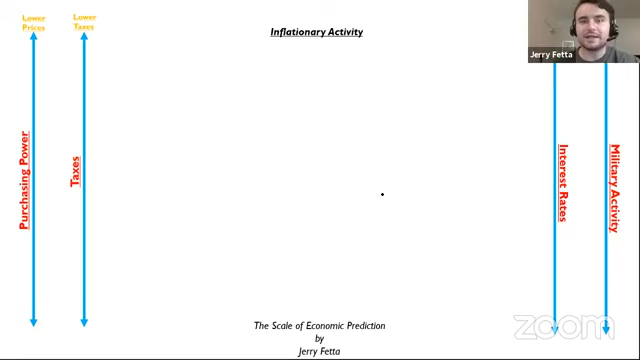 Lower
Prices
Lower
Taxes
Inflationary Activity
Jerry Fetta
Purchasing Power
Taxes
Interest Rates
Military Activity
The Scale of Economic Prediction
by
Jerry Fetta
zoom